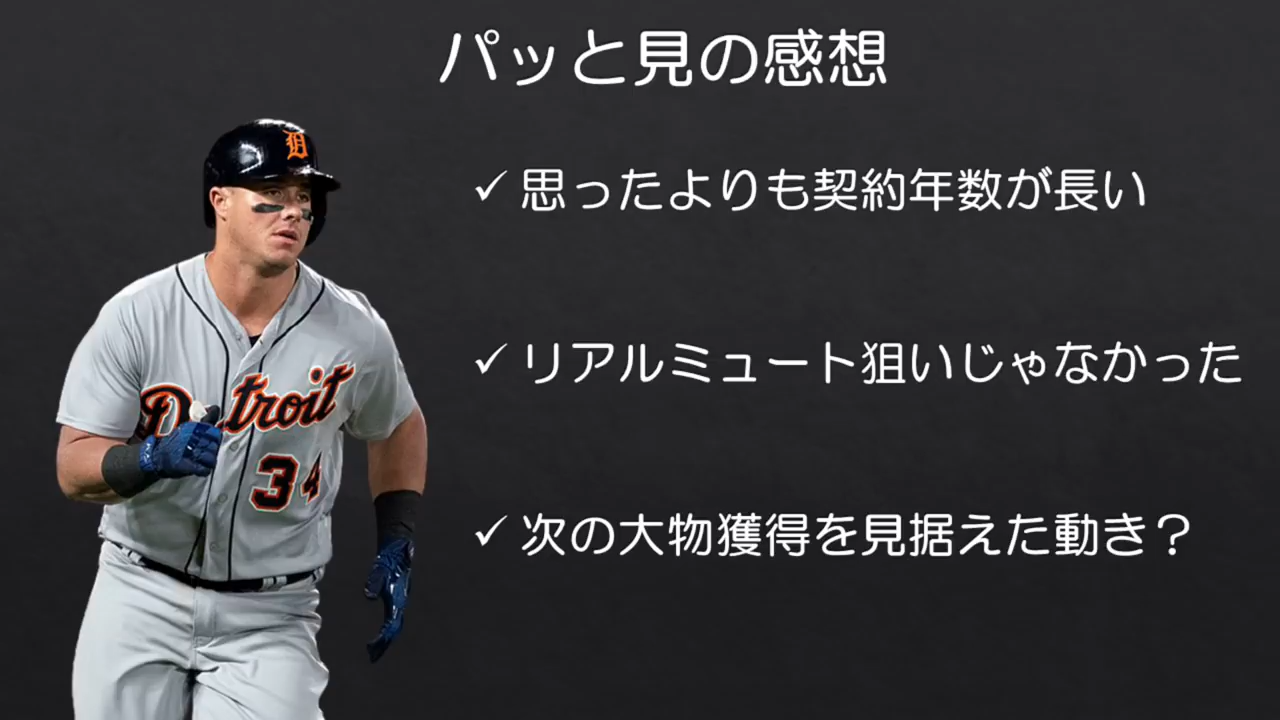 パッと見の感想
✓ 思ったよりも契約年数が長い
✓ リアルミュート狙いじゃなかった
✓ 次の大物獲得を見据えた動き？
D
Detroit
34